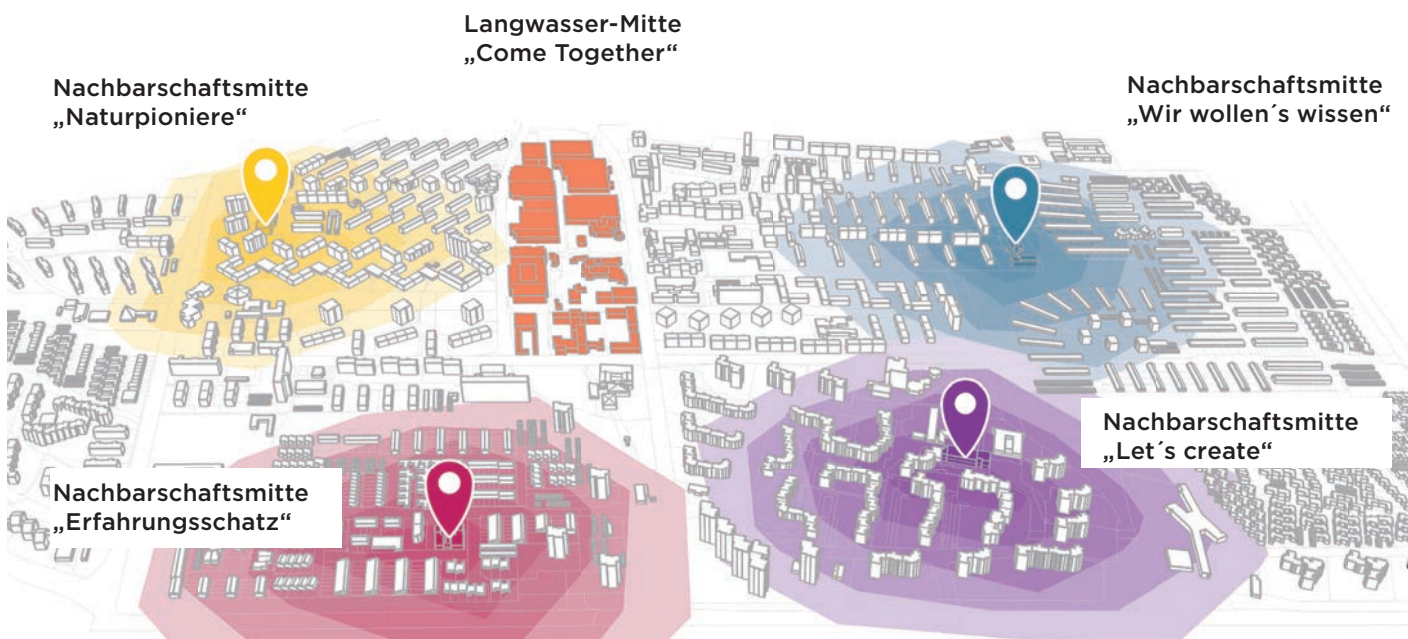 Langwasser-Mitte
„Come Together“
Nachbarschaftsmitte
„Naturpioniere“
Nachbarschaftsmitte
„Wir wollen´s wissen“
Nachbarschaftsmitte
„Let´s create“
Nachbarschaftsmitte
„Erfahrungsschatz“